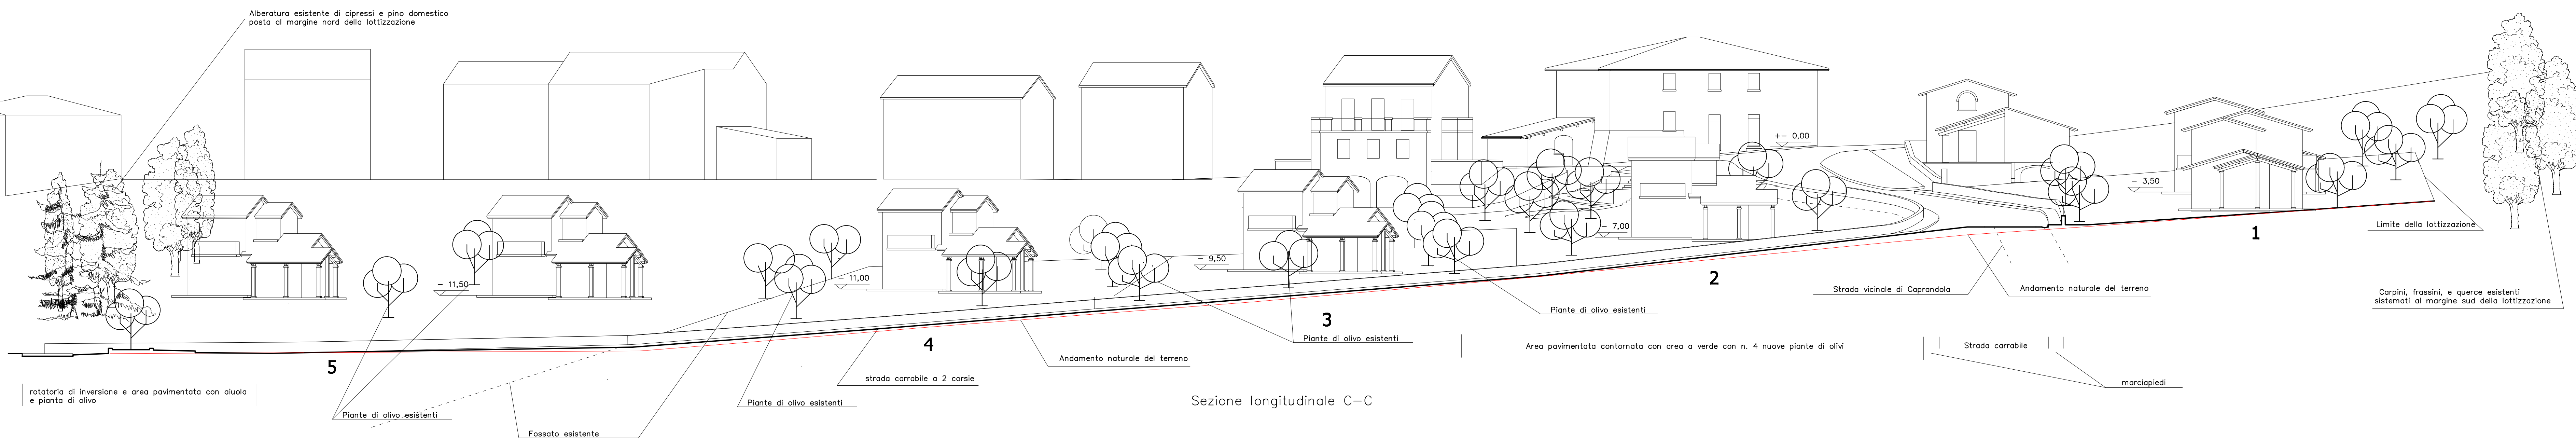 Alberatura esistente di cipressi e pino domestico
posta al margine nord della lottizzazione
+- 0,00
- 3,50
- 7,00
- 9,50
- 11,00
- 11,50
Limite della lottizzazione
1
2
3
4
5
Strada vicinale di Caprandola
Andamento naturale del terreno
Carpini, frassini, e querce esistenti
sistemati al margine sud della lottizzazione
Piante di olivo esistenti
Piante di olivo esistenti
Area pavimentata contornata con area a verde con n. 4 nuove piante di olivi
Strada carrabile
Andamento naturale del terreno
strada carrabile a 2 corsie
marciapiedi
rotatoria di inversione e area pavimentata con aiuola
e pianta di olivo
Piante di olivo esistenti
Piante di olivo esistenti
Fossato esistente
Sezione longitudinale C-C